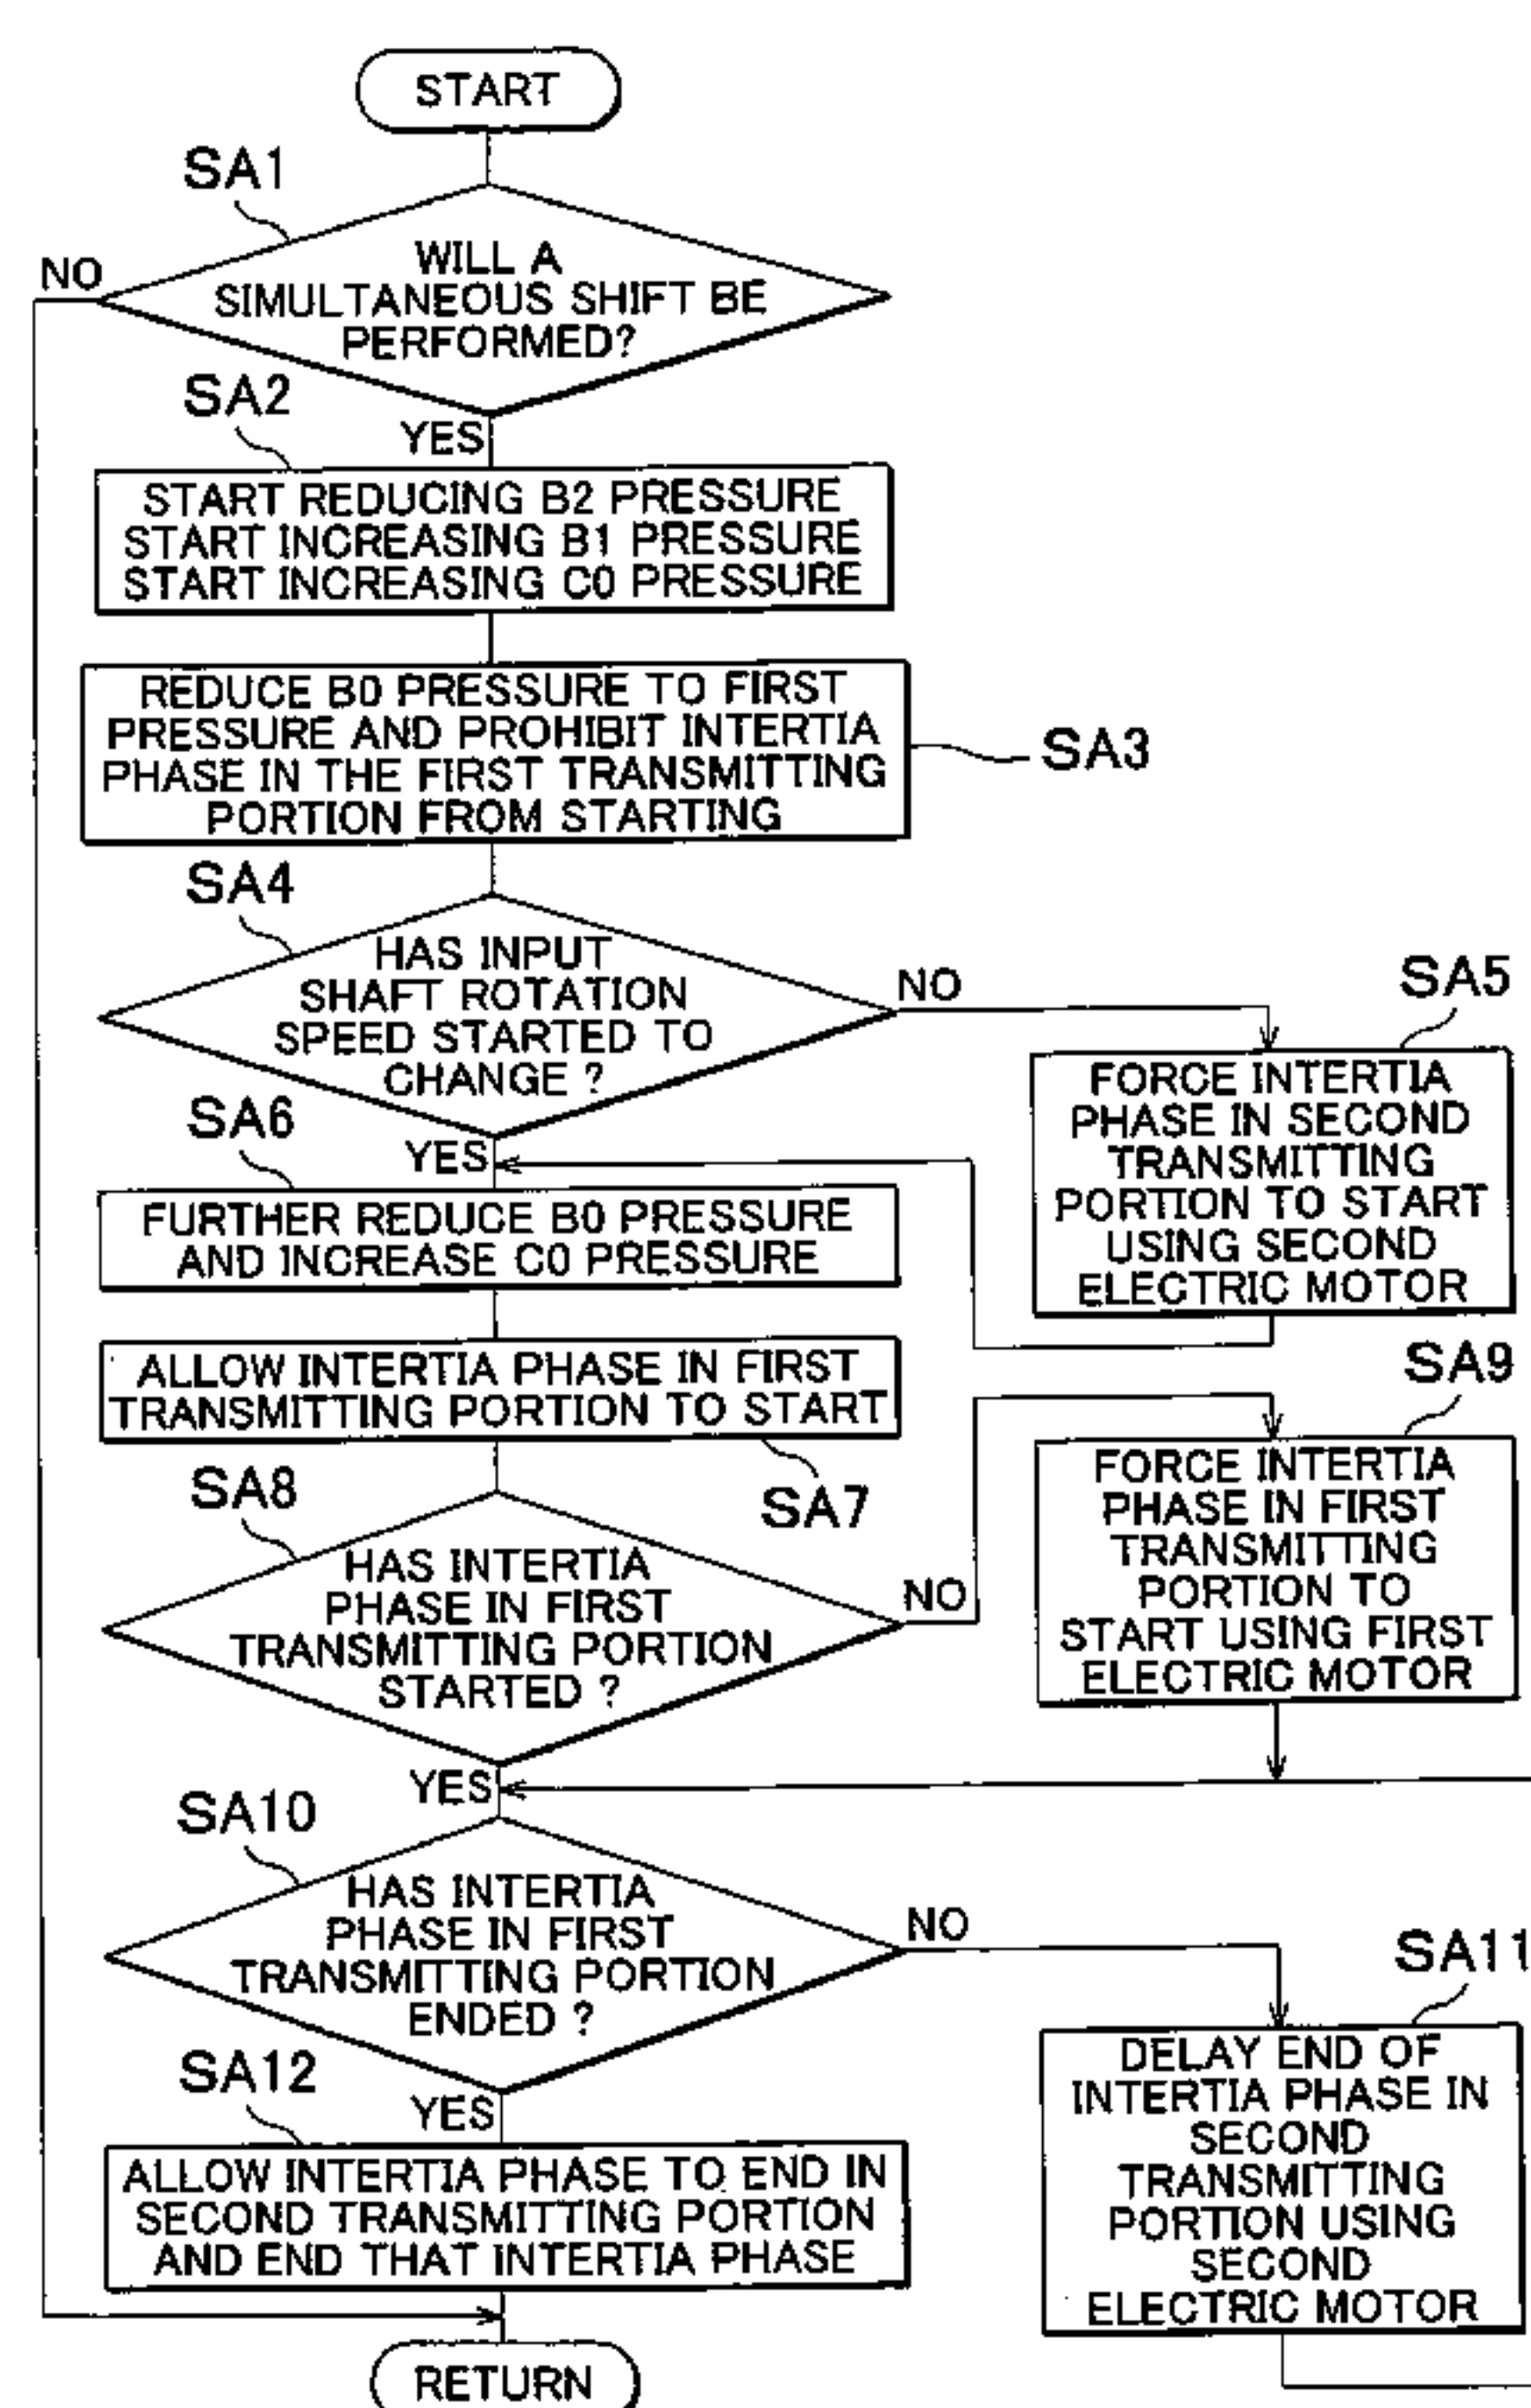 START
SA1
WILL A
SIMULTANEOUS SHIFT BE
PERFORMED?
NO
YES
SA2
START REDUCING B2 PRESSURE
START INCREASING B1 PRESSURE
START INCREASING C0 PRESSURE
REDUCE B0 PRESSURE TO FIRST
PRESSURE AND PROHIBIT INTERTIA
PHASE IN THE FIRST TRANSMITTING
PORTION FROM STARTING
SA3
SA4
HAS INPUT
SHAFT ROTATION
SPEED STARTED TO
CHANGE ?
NO
YES
SA5
FORCE INTERTIA
PHASE IN SECOND
TRANSMITTING
PORTION TO START
USING SECOND
ELECTRIC MOTOR
SA6
FURTHER REDUCE B0 PRESSURE
AND INCREASE C0 PRESSURE
ALLOW INTERTIA PHASE IN FIRST
TRANSMITTING PORTION TO START
SA7
SA8
HAS INTERTIA
PHASE IN FIRST
TRANSMITTING PORTION
STARTED ?
NO
YES
SA9
FORCE INTERTIA
PHASE IN FIRST
TRANSMITTING
PORTION TO
START USING FIRST
ELECTRIC MOTOR
SA10
HAS INTERTIA
PHASE IN FIRST
TRANSMITTING PORTION
ENDED ?
NO
YES
SA11
DELAY END OF
INTERTIA PHASE IN
SECOND
TRANSMITTING
PORTION USING
SECOND
ELECTRIC MOTOR
SA12
ALLOW INTERTIA PHASE TO END IN
SECOND TRANSMITTING PORTION
AND END THAT INTERTIA PHASE
RETURN